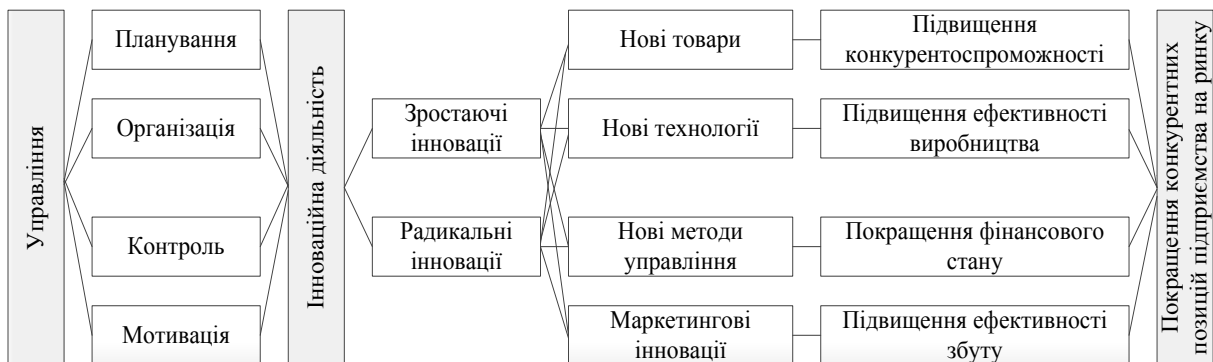 Управління
Планування
Організація
Контроль
Мотивація
Інноваційна діяльність
Зростаючі
інновації
Радикальні
інновації
Нові товари
Нові технології
Нові методи
управління
Маркетингові
інновації
Підвищення
конкурентоспроможності
Підвищення ефективності
виробництва
Покращення фінансового
стану
Підвищення ефективності
збуту
Покращення конкурентних
позицій підприємства на ринку